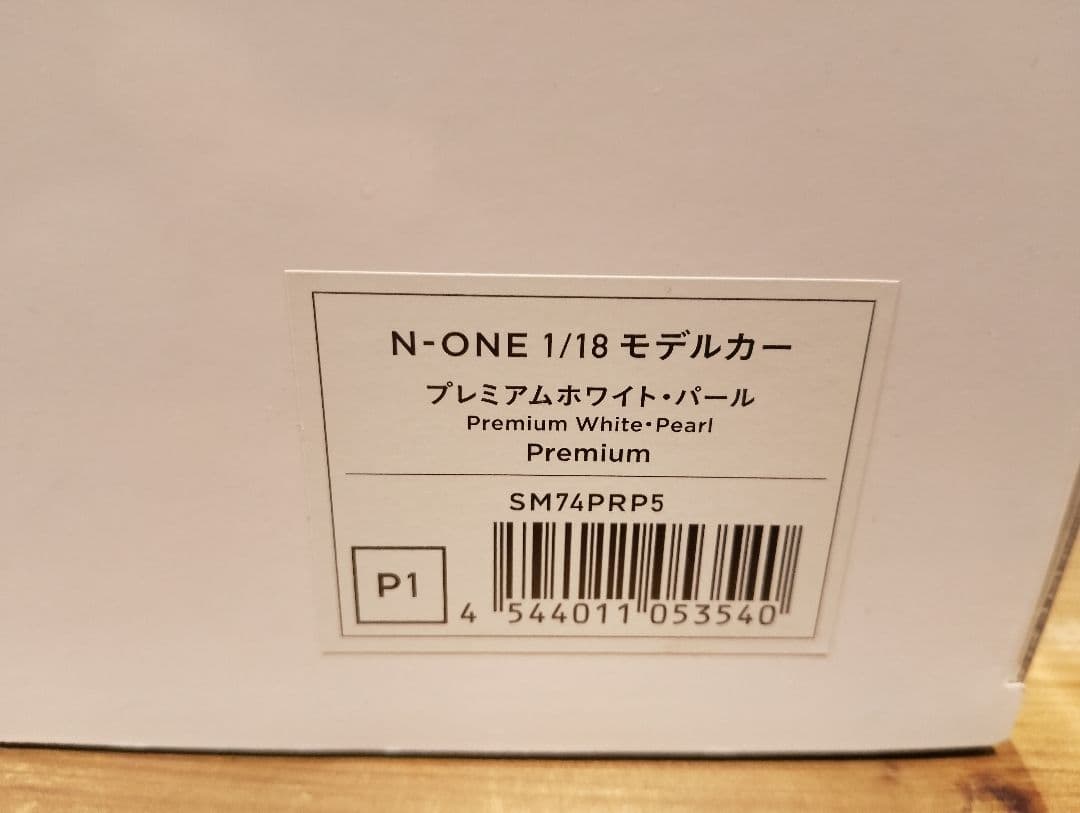 N-ONE 1/18 モデルカー
プレミアムホワイト・パール
Premium White・Pearl
Premium
SM74PRP5
P1
4 544011 053540